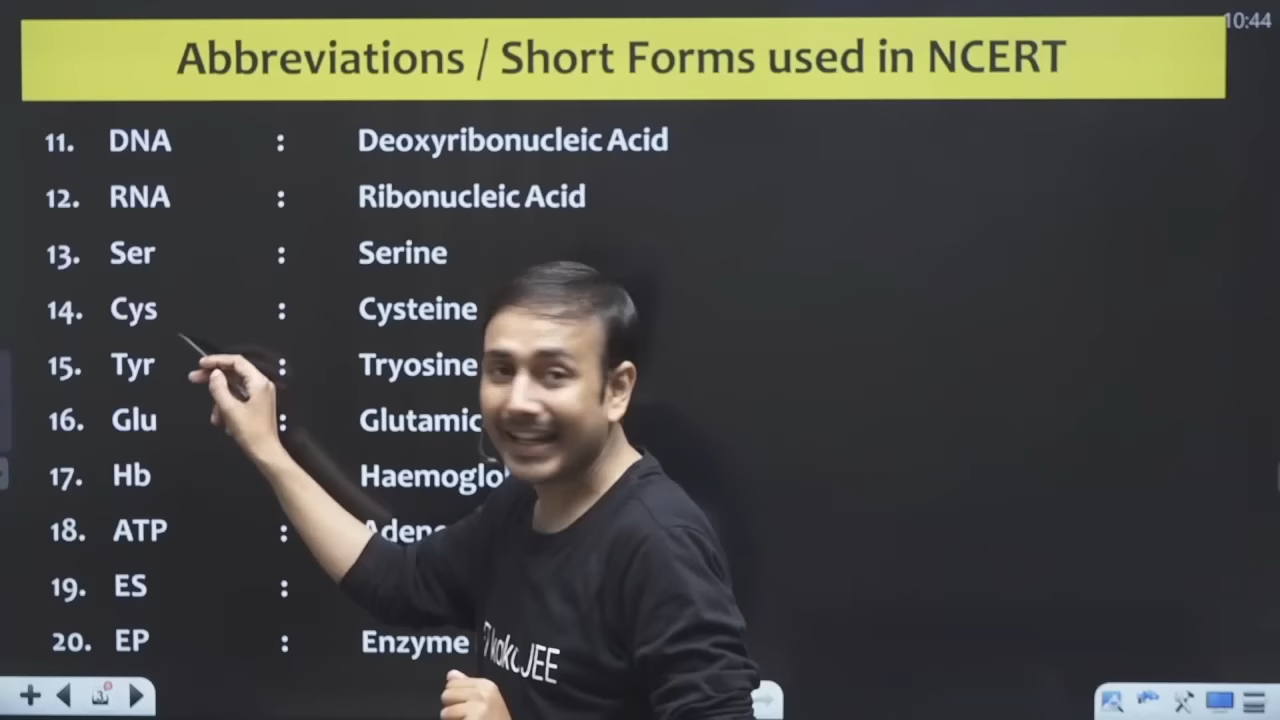 10:44
Abbreviations / Short Forms used in NCERT
11. DNA : Deoxyribonucleic Acid
12. RNA : Ribonucleic Acid
13. Ser : Serine
14. Cys : Cysteine
15. Tyr : Tryosine
16. Glu : Glutamic
17. Hb
18. ATP :
19. ES :
20. EP : Enzyme
JEE